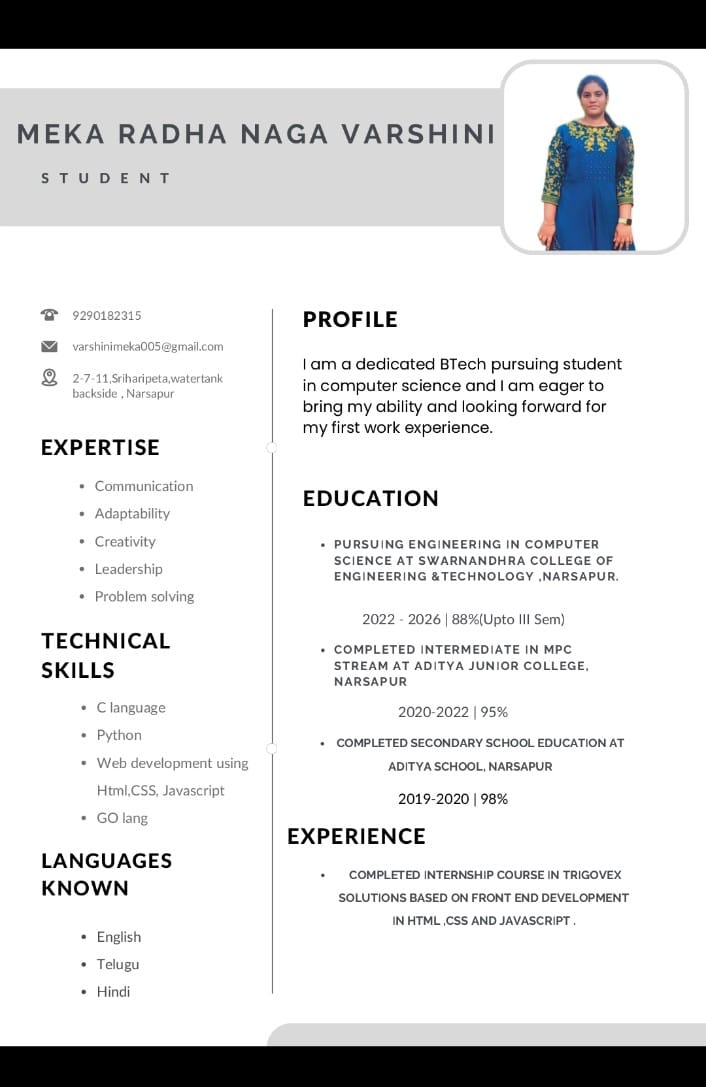 MEKA RADHA NAGA VARSHINI
STUDENT
9290182315
varshinimeka005@gmail.com
2-7-11,Sriharipeta,watertank
backside , Narsapur
EXPERTISE
Communication
Adaptability
Creativity
Leadership
Problem solving
TECHNICAL
SKILLS
C language
Python
Web development using
Html,CSS, Javascript
GO lang
LANGUAGES
KNOWN
English
Telugu
Hindi
PROFILE
I am a dedicated BTech pursuing student
in computer science and I am eager to
bring my ability and looking forward for
my first work experience.
EDUCATION
PURSUING ENGINEERING IN COMPUTER
SCIENCE AT SWARNANDHRA COLLEGE OF
ENGINEERING &TECHNOLOGY ,NARSAPUR.
2022 - 2026 | 88%(Upto III Sem)
COMPLETED INTERMEDIATE IN MPC
STREAM AT ADITYA JUNIOR COLLEGE,
NARSAPUR
2020-2022 | 95%
COMPLETED SECONDARY SCHOOL EDUCATION AT
ADITYA SCHOOL, NARSAPUR
2019-2020 | 98%
EXPERIENCE
COMPLETED INTERNSHIP COURSE IN TRIGOVEX
SOLUTIONS BASED ON FRONT END DEVELOPMENT
IN HTML ,CSS AND JAVASCRIPT .